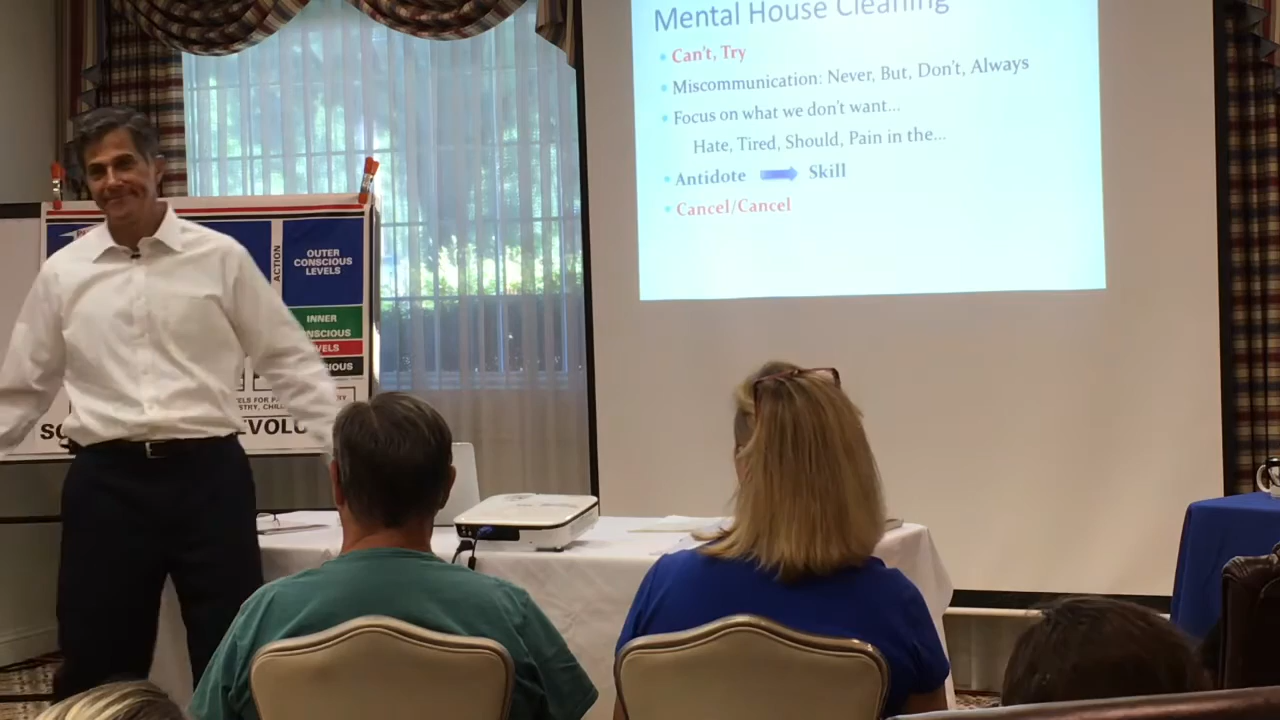 Mental House Cleaning
Can't, Try
Miscommunication: Never, But, Don't, Always
Focus on what we don't want...
Hate, Tired, Should, Pain in the...
Antidote Skill
Cancel/Cancel
ACTION
OUTER
CONSCIOUS
LEVELS
INNER